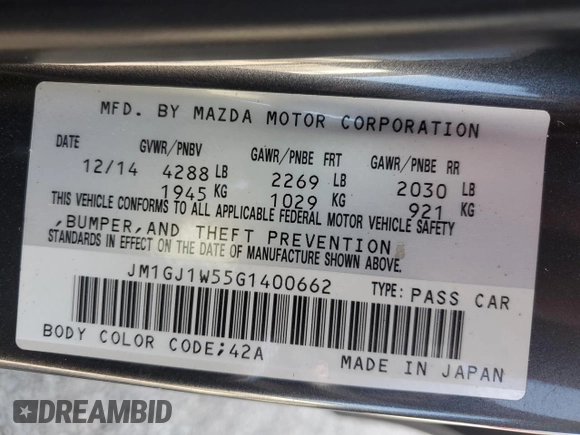 MFD. BY MAZDA MOTOR CORPORATION
DATE GVWR/PNBV GAWR/PNBE FRT GAWR/PNBE RR
12/14 4288 LB 2269 LB 2030 LB
1945 KG 1029 KG 921 KG
THIS VEHICLE CONFORMS TO ALL APPLICABLE FEDERAL MOTOR VEHICLE SAFETY
,BUMPER,AND THEFT PREVENTION
STANDARDS IN EFFECT ON THE DATE OF MANUFACTURE SHOWN ABOVE.
JM1GJ1W55G1400662 TYPE: PASS CAR
BODY COLOR CODE;42A
MADE IN JAPAN
DREAMBID